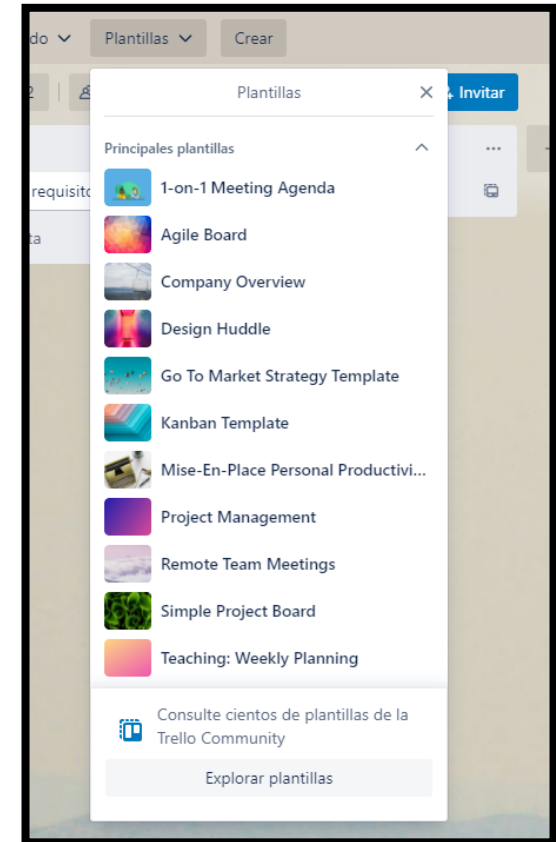 do Plantillas Crear
2 Plantillas Invitar
Principales plantillas
requisito 1-on-1 Meeting Agenda
ta Agile Board
Company Overview
Design Huddle
Go To Market Strategy Template
Kanban Template
Mise-En-Place Personal Productivi...
Project Management
Remote Team Meetings
Simple Project Board
Teaching: Weekly Planning
Consulte cientos de plantillas de la
Trello Community
Explorar plantillas